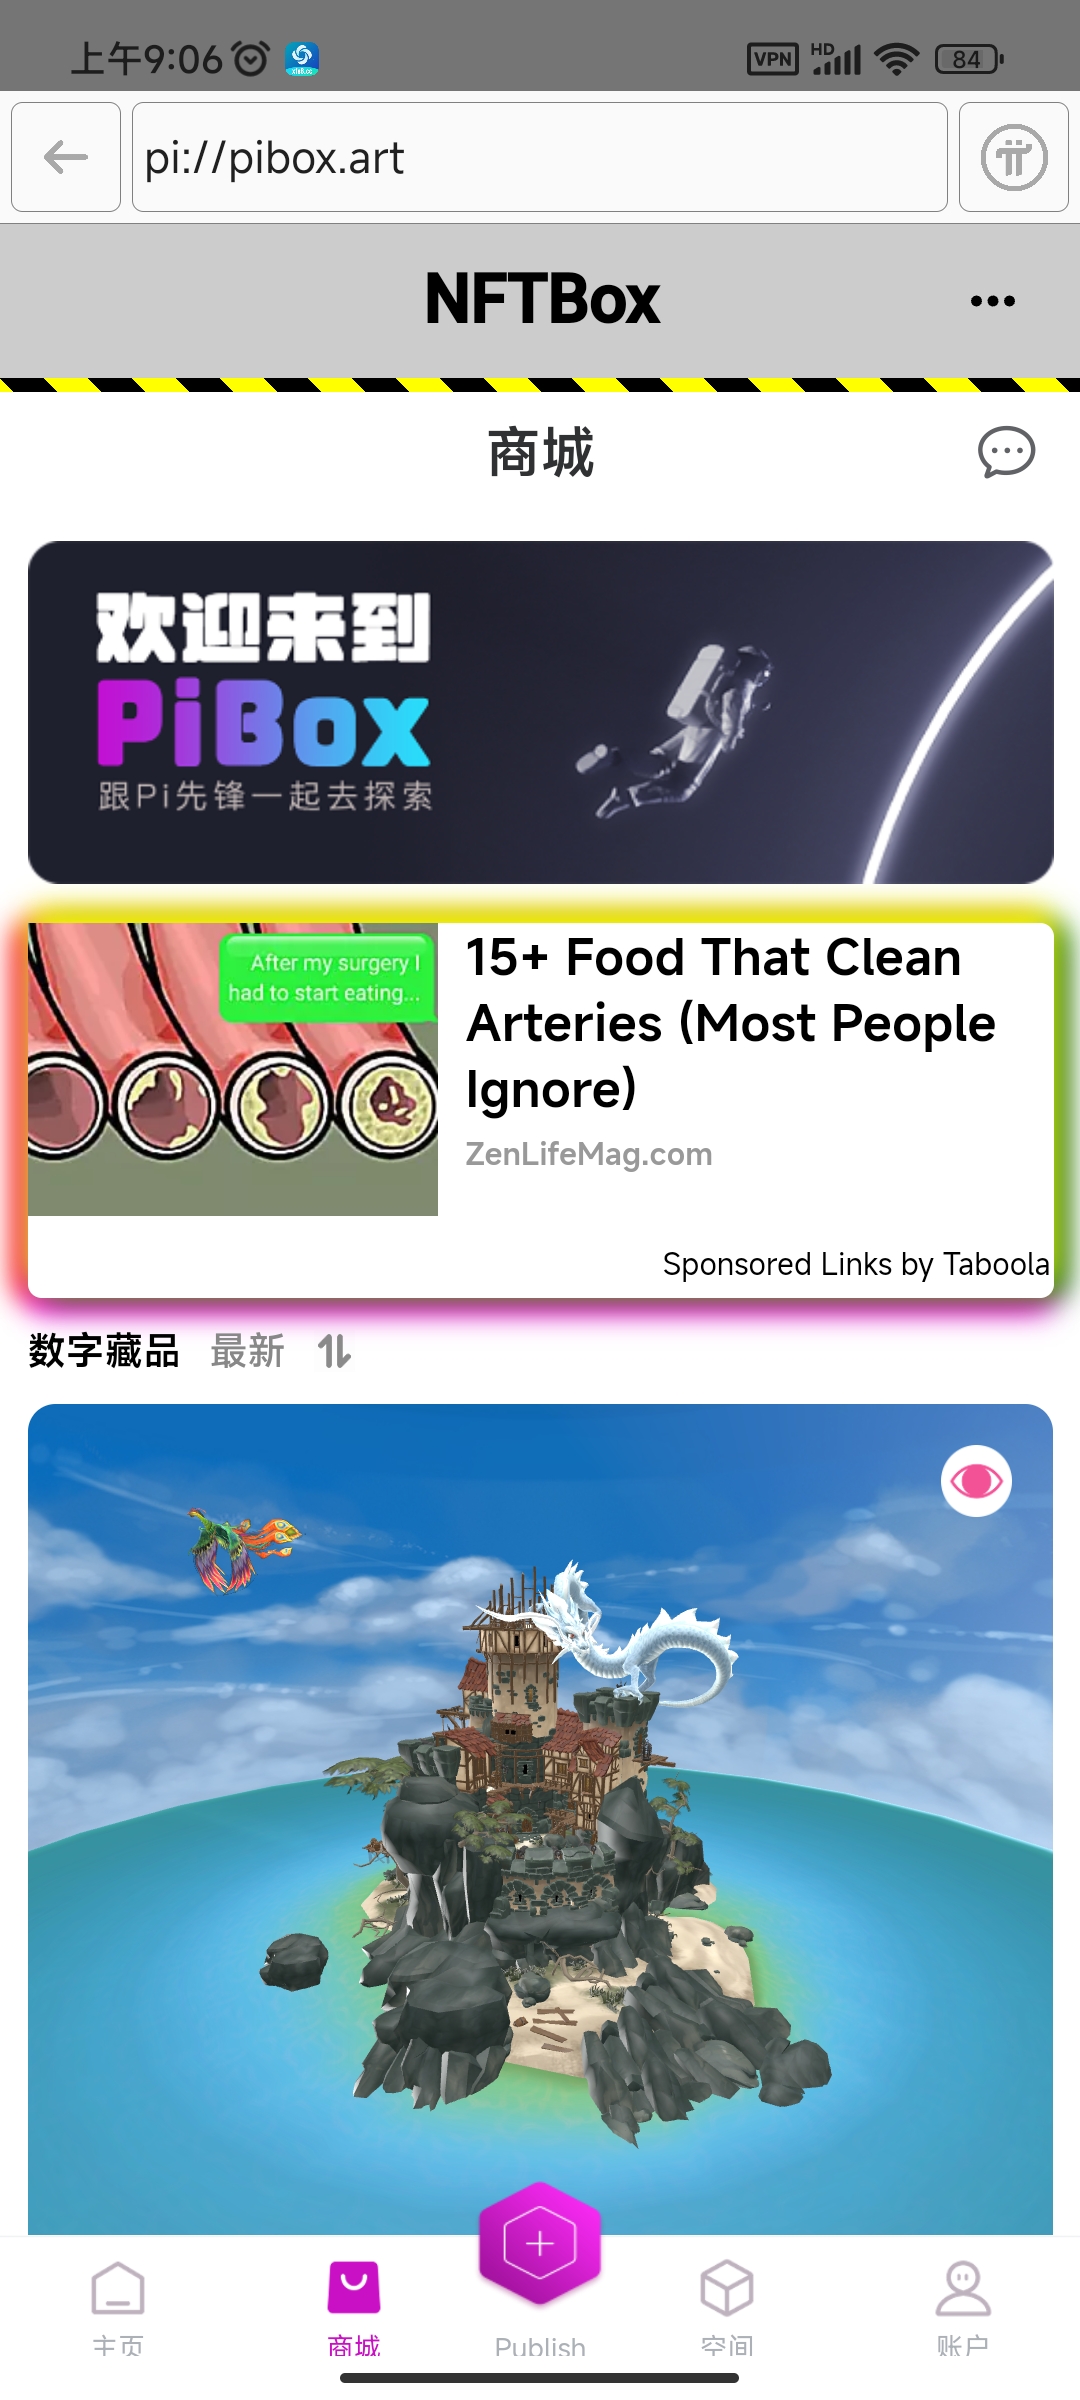 上午9:06
xfu8.cc
VPN
HD
84
pi://pibox.art
NFTBox
商城
欢迎来到
PiBox
跟Pi先锋一起去探索
After my surgery I
had to start eating...
15+ Food That Clean
Arteries (Most People
Ignore)
ZenLifeMag.com
Sponsored Links by Taboola
数字藏品 最新
主页
商城
Publish
空间
账户